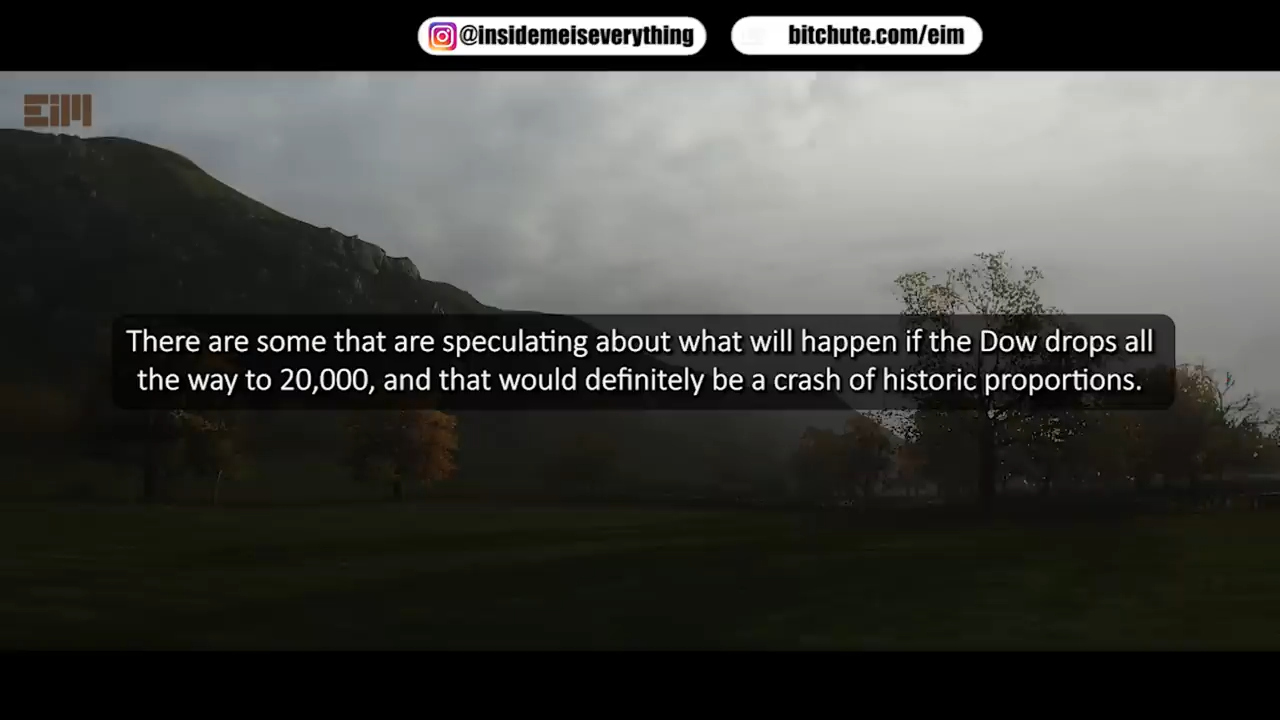 @insidemeiseverything
bitchute.com/eim
EiM
There are some that are speculating about what will happen if the Dow drops all
the way to 20,000, and that would definitely be a crash of historic proportions.